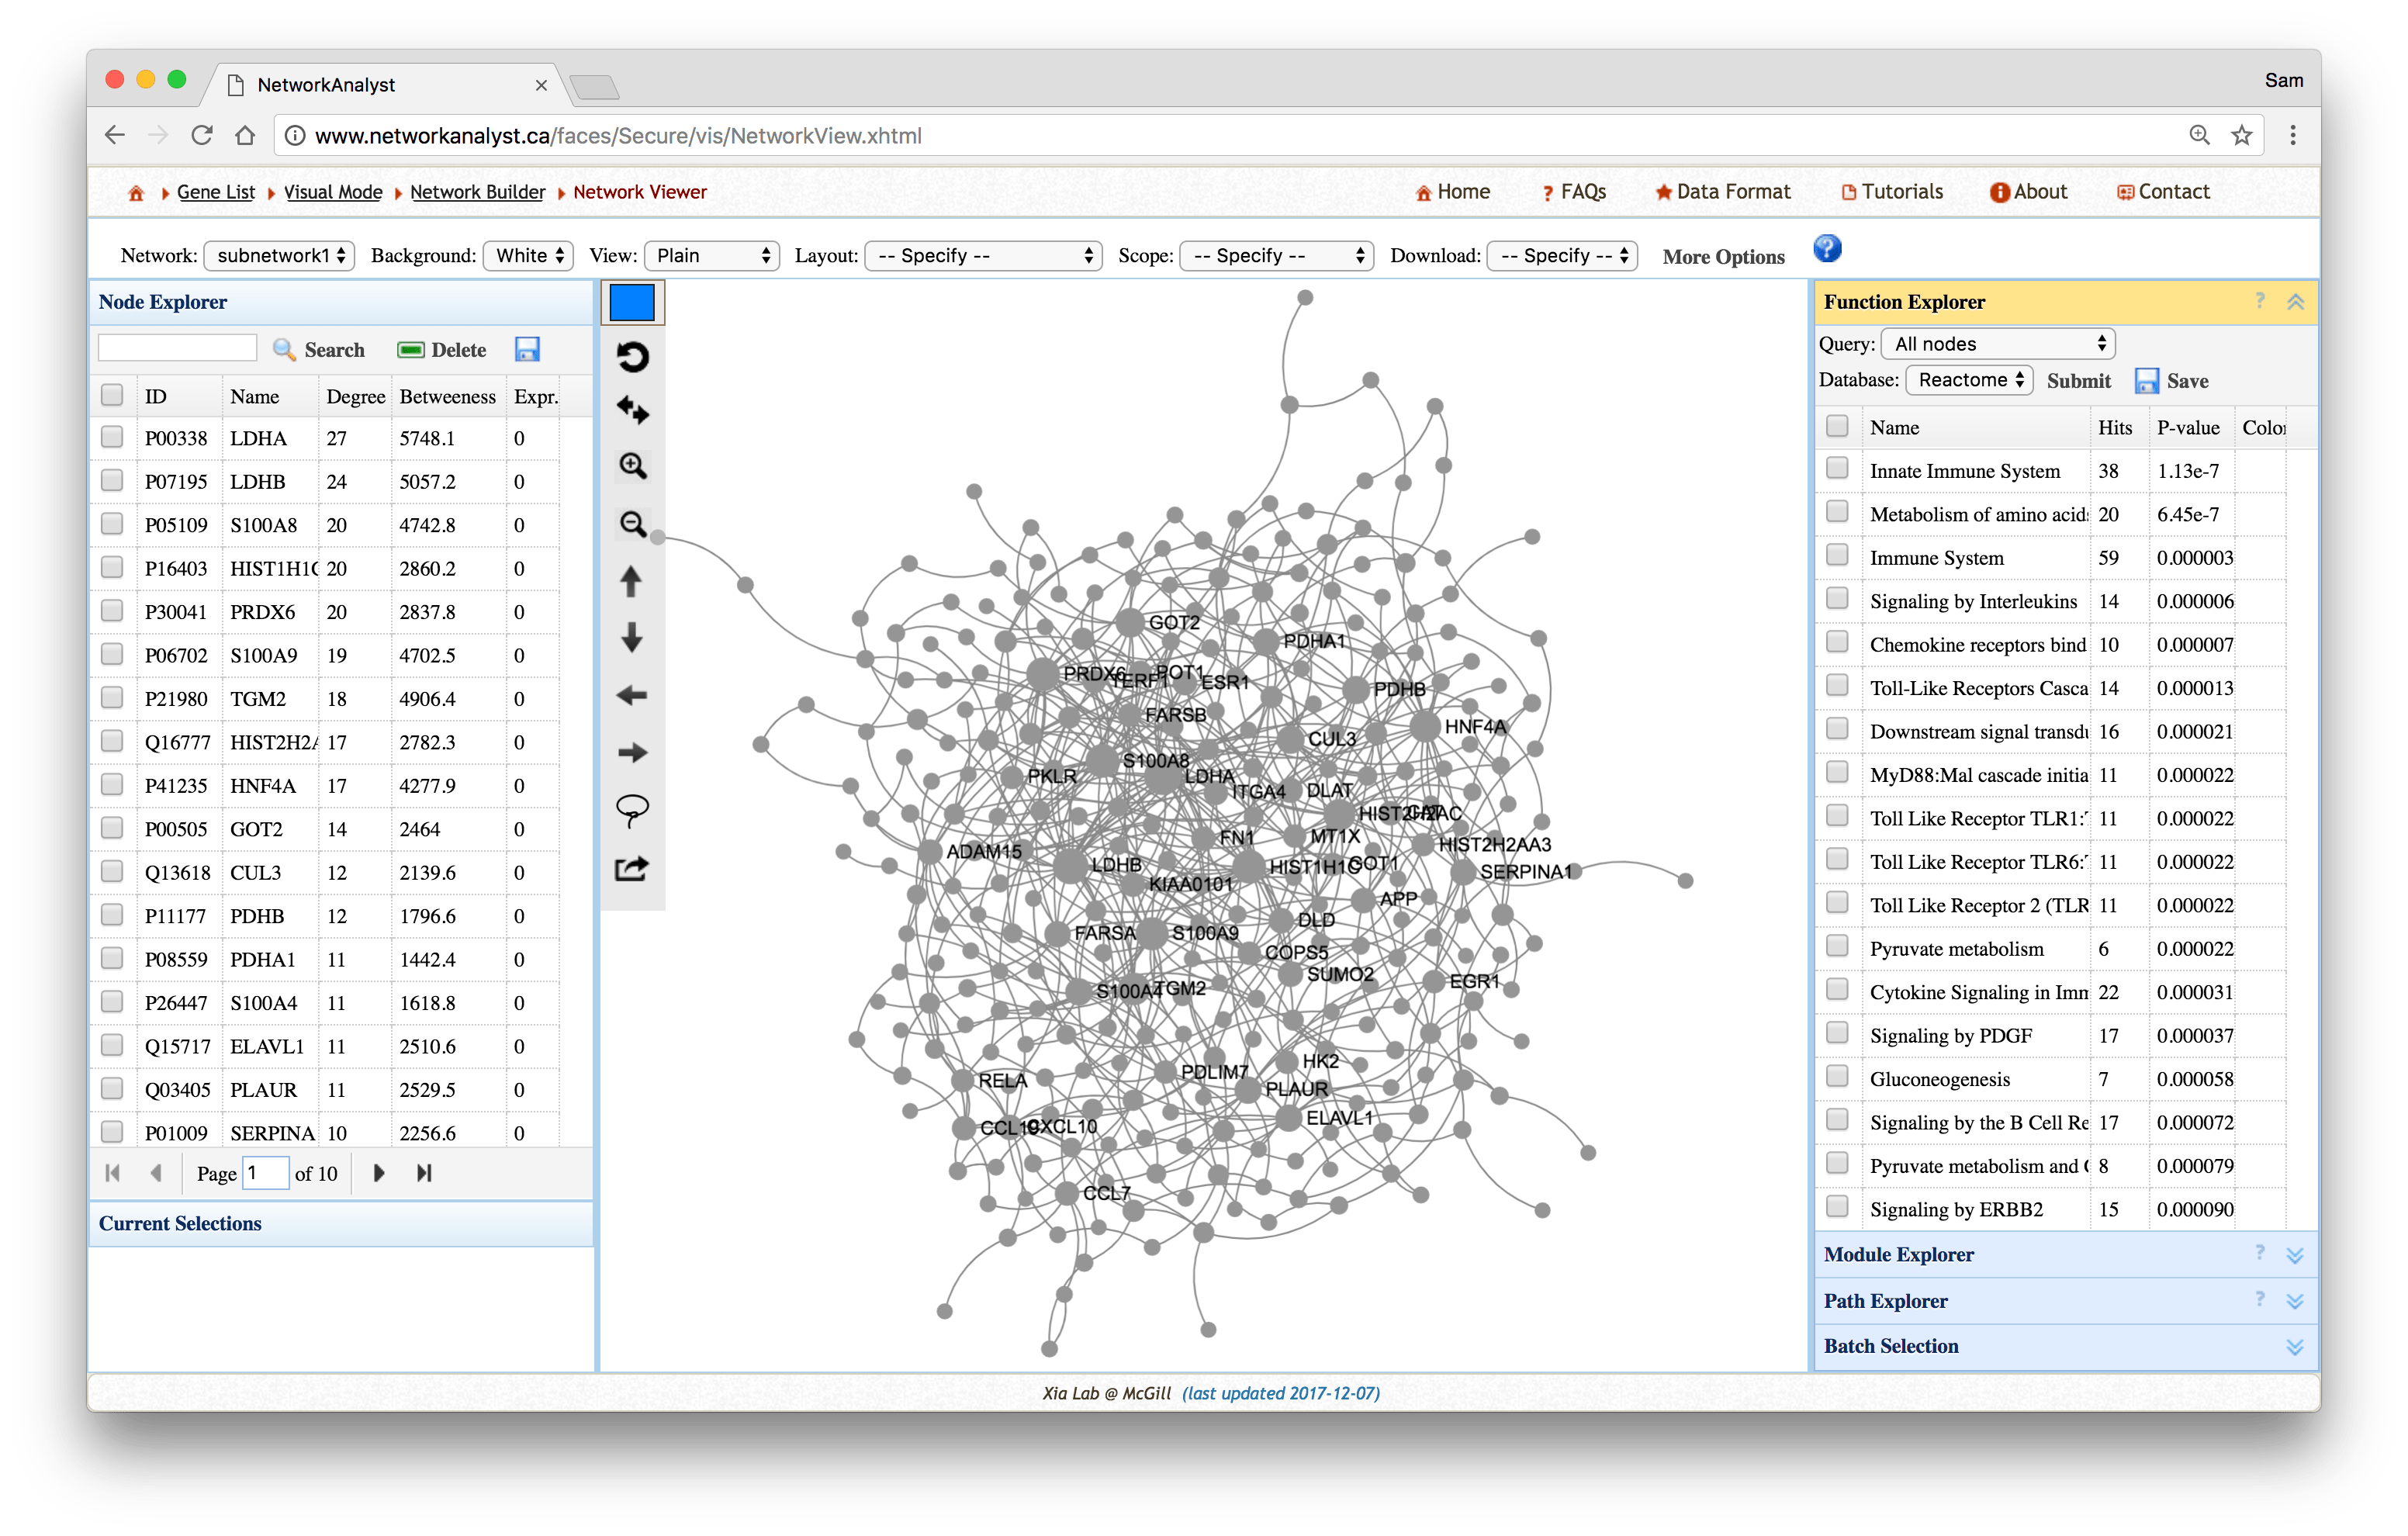 NetworkAnalyst
Sam
www.networkanalyst.ca/faces/Secure/vis/NetworkView.xhtml
Gene List Visual Mode Network Builder Network Viewer Home FAQs Data Format Tutorials About Contact
Network: subnetwork1 Background: White View: Plain Layout: -- Specify -- Scope: -- Specify -- Download: -- Specify -- More Options
Node Explorer
Search Delete
ID Name Degree Betweeness Expr.
P00338 LDHA 27 5748.1 0
P07195 LDHB 24 5057.2 0
P05109 S100A8 20 4742.8 0
P16403 HIST1H1C 20 2860.2 0
P30041 PRDX6 20 2837.8 0
P06702 S100A9 19 4702.5 0
P21980 TGM2 18 4906.4 0
Q16777 HIST2H2A 17 2782.3 0
P41235 HNF4A 17 4277.9 0
P00505 GOT2 14 2464 0
Q13618 CUL3 12 2139.6 0
P11177 PDHB 12 1796.6 0
P08559 PDHA1 11 1442.4 0
P26447 S100A4 11 1618.8 0
Q15717 ELAVL1 11 2510.6 0
Q03405 PLAUR 11 2529.5 0
P01009 SERPINA 10 2256.6 0
Page 1 of 10
Current Selections
GOT2
PDHA1
PRDX6
TERF1
POT1
ESR1
PDHB
FARSB
HNF4A
CUL3
S100A8
PKLR
LDHA
ITGA4
DLAT
HIST2H2AC
CAT
FN1
MT1X
HIST2H2AA3
ADAM15
LDHB
HIST1H1C
GOT1
SERPINA1
KIAA0101
APP
DLD
FARSA
S100A9
COPS5
SUMO2
EGR1
S100A4
TGM2
HK2
PDLIM7
RELA
PLAUR
ELAVL1
CXCL10
CCL7
Function Explorer
Query: All nodes
Database: Reactome Submit Save
Name Hits P-value Color
Innate Immune System 38 1.13e-7
Metabolism of amino acids 20 6.45e-7
Immune System 59 0.000003
Signaling by Interleukins 14 0.000006
Chemokine receptors bind 10 0.000007
Toll-Like Receptors Casca 14 0.000013
Downstream signal transdu 16 0.000021
MyD88:Mal cascade initia 11 0.000022
Toll Like Receptor TLR1: 11 0.000022
Toll Like Receptor TLR6: 11 0.000022
Toll Like Receptor 2 (TLR 11 0.000022
Pyruvate metabolism 6 0.000022
Cytokine Signaling in Imm 22 0.000031
Signaling by PDGF 17 0.000037
Gluconeogenesis 7 0.000058
Signaling by the B Cell Re 17 0.000072
Pyruvate metabolism and 8 0.000079
Signaling by ERBB2 15 0.000090
Module Explorer
Path Explorer
Batch Selection
Xia Lab @ McGill (last updated 2017-12-07)